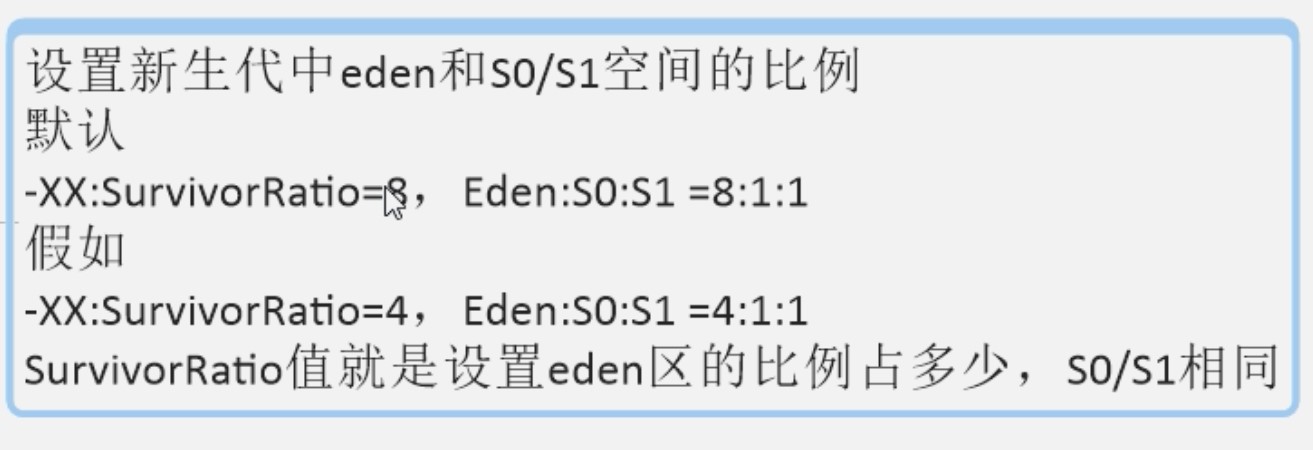 设置新生代中eden和S0/S1空间的比例
默认
-XX:SurvivorRatio=8， Eden:S0:S1 =8:1:1
假如
-XX:SurvivorRatio=4， Eden:S0:S1 =4:1:1
SurvivorRatio值就是设置eden区的比例占多少，S0/S1相同